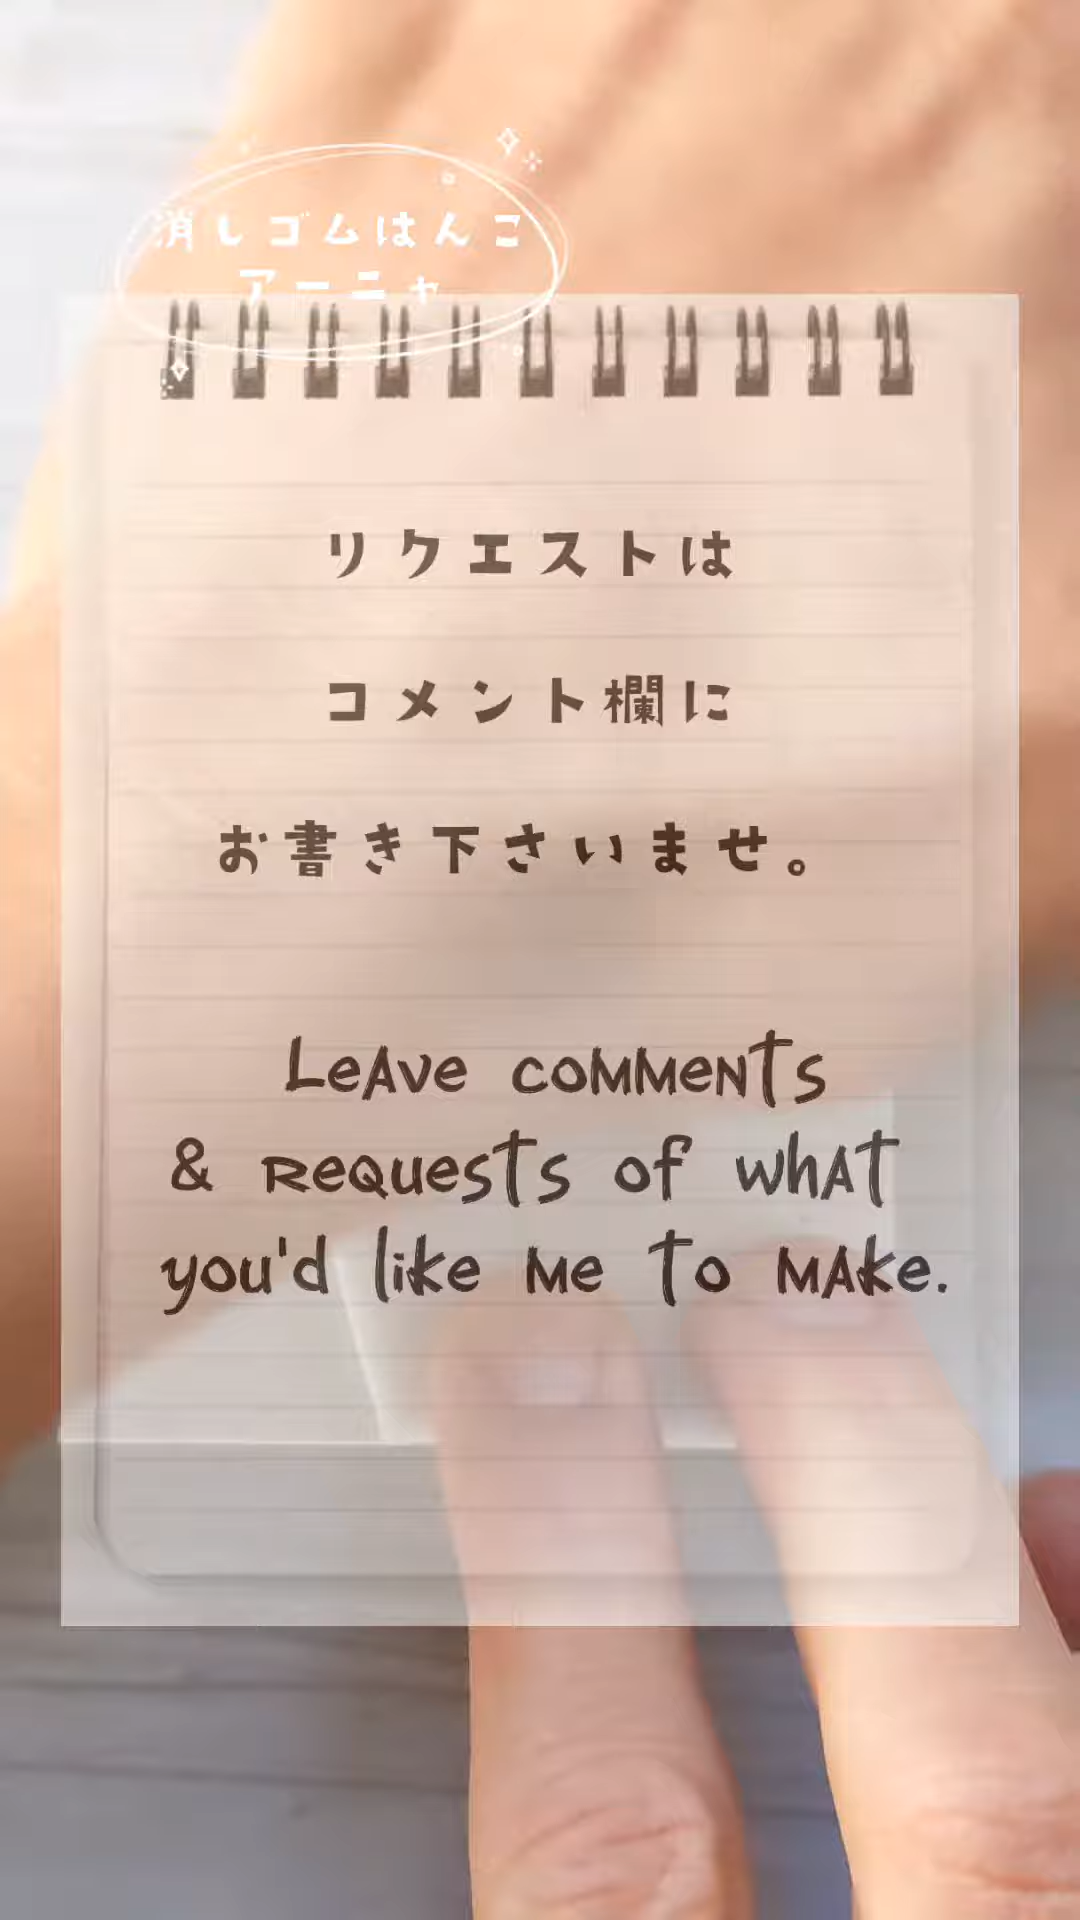 消しゴムはんこ
アーニャ
リクエストは
コメント欄に
お書き下さいませ。
Leave comments
& requests of what
you'd like me to make.